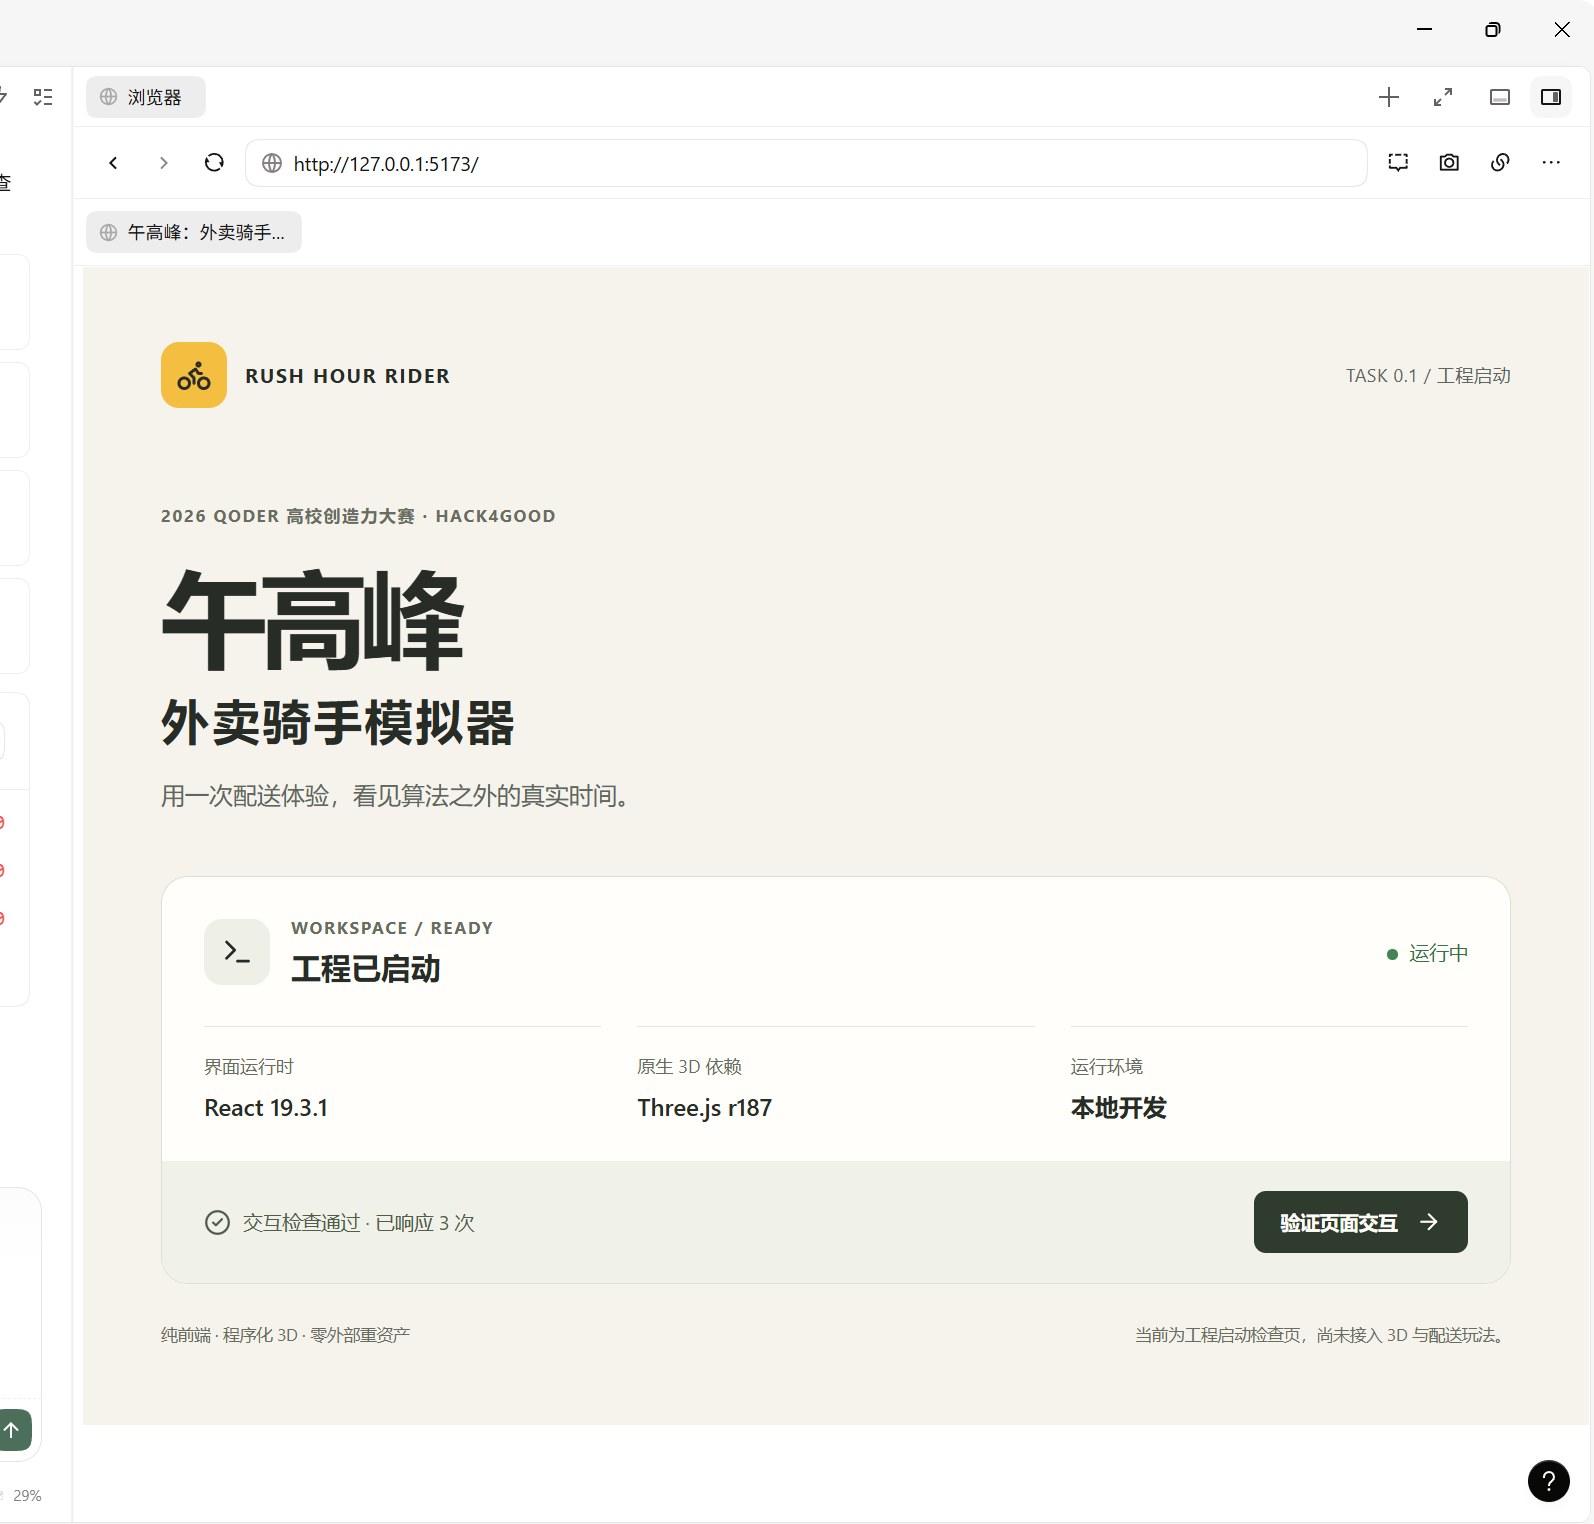 浏览器
http://127.0.0.1:5173/
查
午高峰：外卖骑手...
RUSH HOUR RIDER
TASK 0.1 / 工程启动
2026 QODER 高校创造力大赛 · HACK4GOOD
午高峰
外卖骑手模拟器
用一次配送体验，看见算法之外的真实时间。
WORKSPACE / READY
工程已启动
运行中
界面运行时
React 19.3.1
原生 3D 依赖
Three.js r187
运行环境
本地开发
交互检查通过 · 已响应 3 次
验证页面交互
纯前端 · 程序化 3D · 零外部重资产
当前为工程启动检查页，尚未接入 3D 与配送玩法。
29%